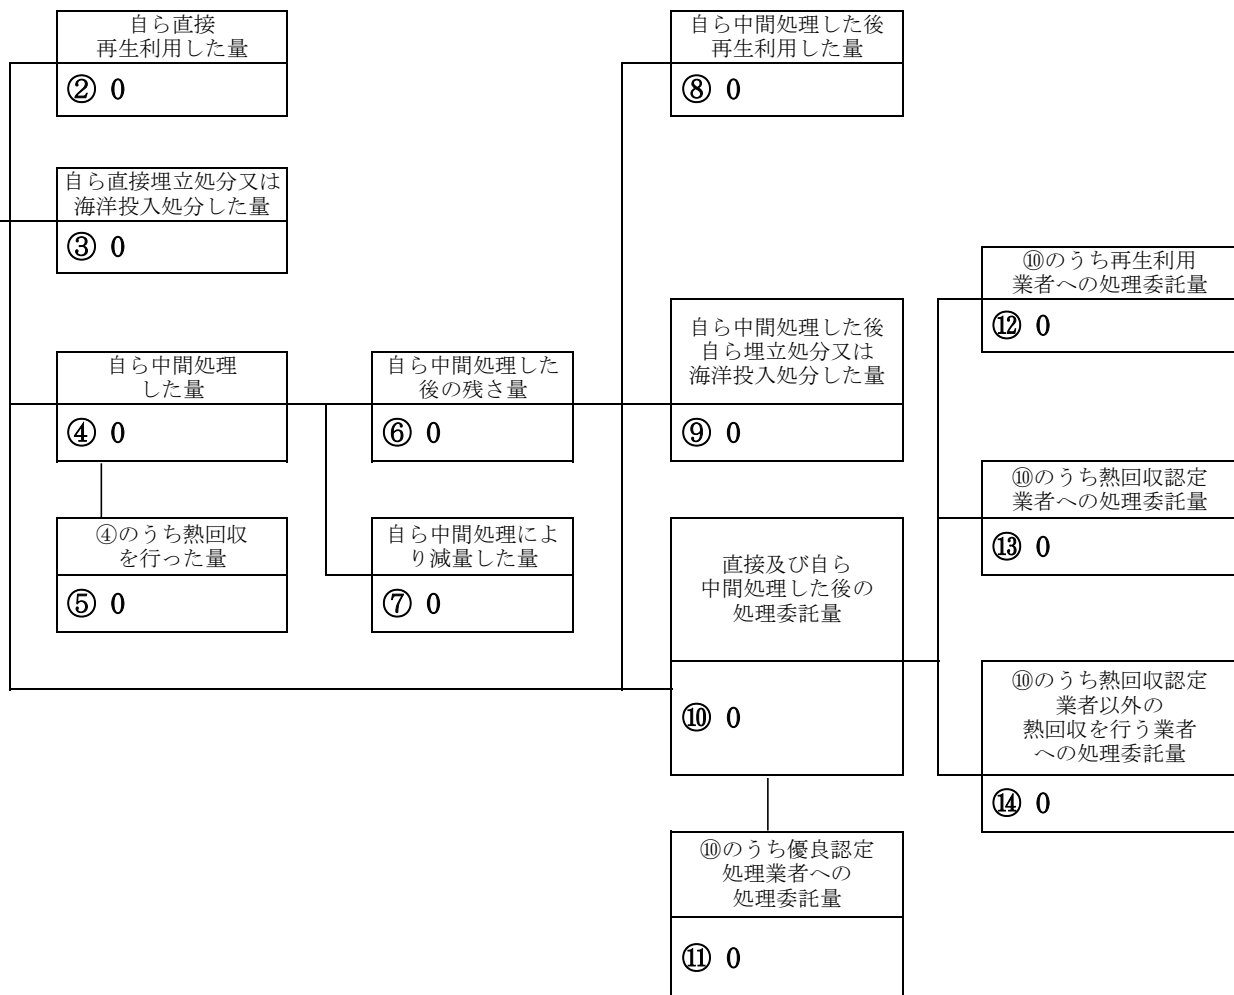 自ら直接
再生利用した量
② 0
自ら中間処理した後
再生利用した量
⑧ 0
自ら直接埋立処分又は
海洋投入処分した量
③ 0
⑩のうち再生利用
業者への処理委託量
⑫ 0
自ら中間処理した後
自ら埋立処分又は
海洋投入処分した量
⑨ 0
自ら中間処理
した量
④ 0
自ら中間処理した
後の残さ量
⑥ 0
⑩のうち熱回収認定
業者への処理委託量
⑬ 0
④のうち熱回収
を行った量
⑤ 0
自ら中間処理によ
り減量した量
⑦ 0
直接及び自ら
中間処理した後の
処理委託量
⑩ 0
⑩のうち熱回収認定
業者以外の
熱回収を行う業者
への処理委託量
⑭ 0
⑩のうち優良認定
処理業者への
処理委託量
⑪ 0